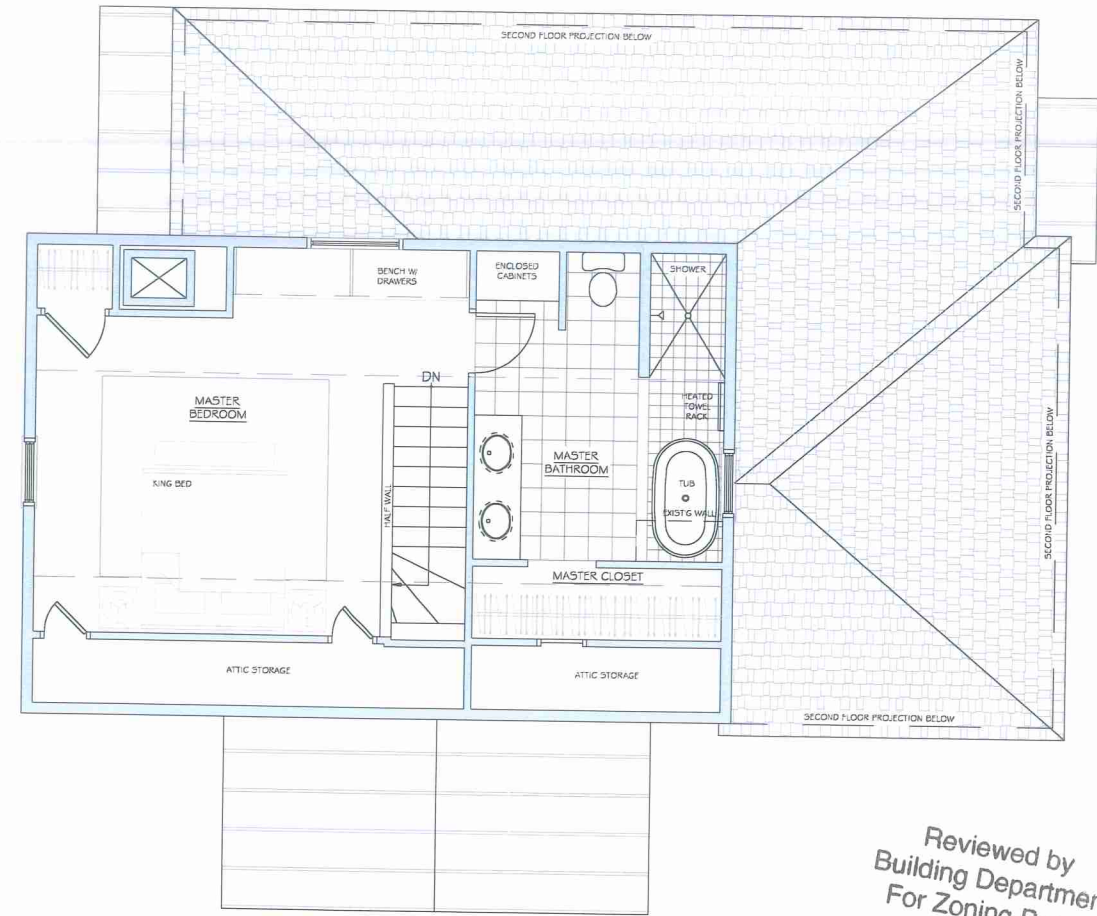 SECOND FLOOR PROJECTION BELOW
SECOND FLOOR PROJECTION BELOW
BENCH W/
DRAWERS
ENCLOSED
CABINETS
SHOWER
DN
MASTER
BEDROOM
HEATED
TOWEL
RACK
MASTER
BATHROOM
KING BED
HALF WALL
TUB
EXIST'G WALL
SECOND FLOOR PROJECTION BELOW
MASTER CLOSET
ATTIC STORAGE
ATTIC STORAGE
SECOND FLOOR PROJECTION BELOW
Reviewed by
Building Departmen
For Zoning